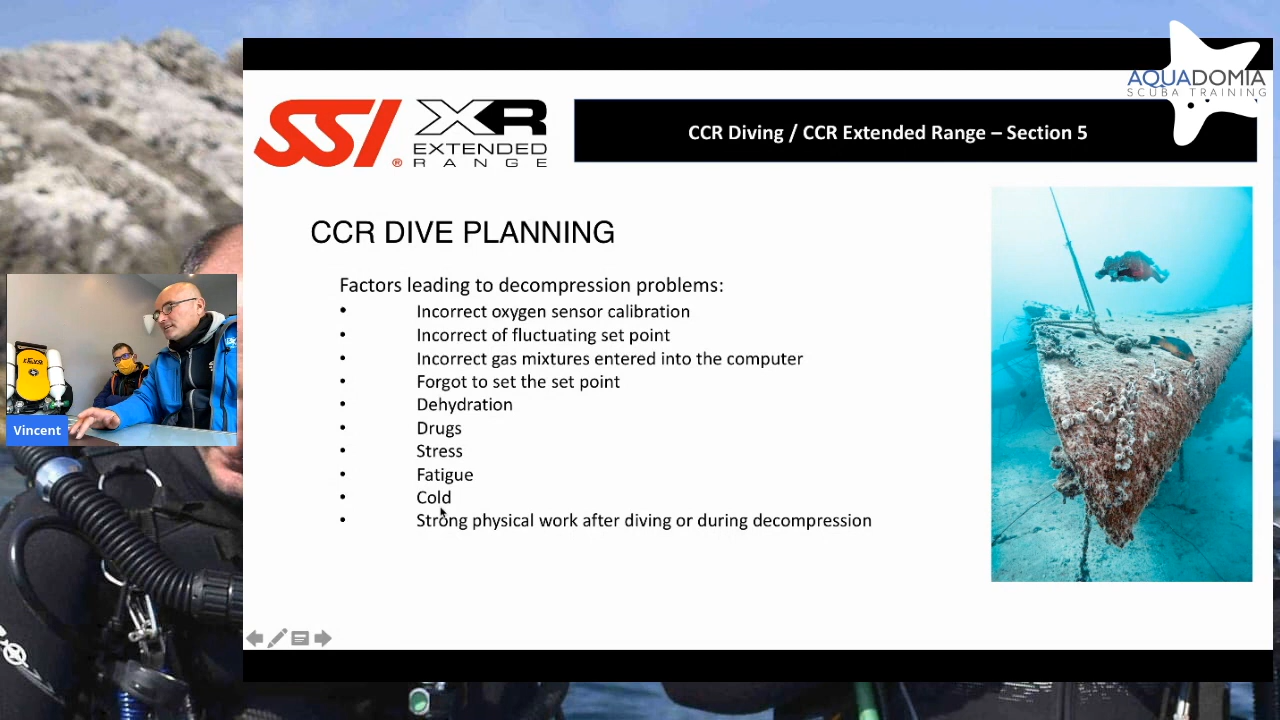 AQUADOMIA
SCUBA TRAINING
SSI®
XR
EXTENDED
RANGE
CCR Diving / CCR Extended Range – Section 5
CCR DIVE PLANNING
Factors leading to decompression problems:
• Incorrect oxygen sensor calibration
• Incorrect of fluctuating set point
• Incorrect gas mixtures entered into the computer
• Forgot to set the set point
• Dehydration
• Drugs
• Stress
• Fatigue
• Cold
• Strong physical work after diving or during decompression
Vincent